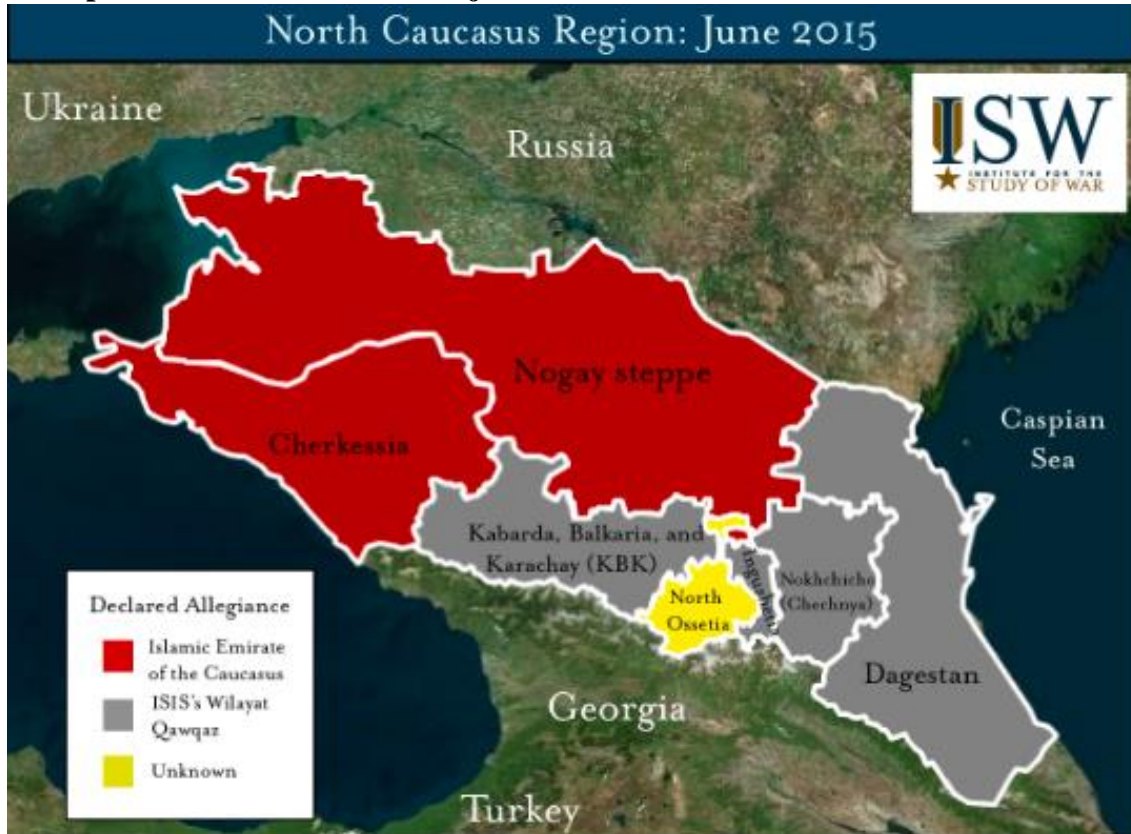 North Caucasus Region: June 2015
Ukraine
Russia
ISW
INSTITUTE FOR THE
STUDY OF WAR
Nogay steppe
Cherkessia
Caspian
Sea
Kabarda, Balkaria, and
Karachay (KBK)
Ingushetia
Nokhchicho
(Chechnya)
North
Ossetia
Dagestan
Declared Allegiance
Islamic Emirate
of the Caucasus
ISIS's Wilayat
Qawqaz
Unknown
Georgia
Turkey